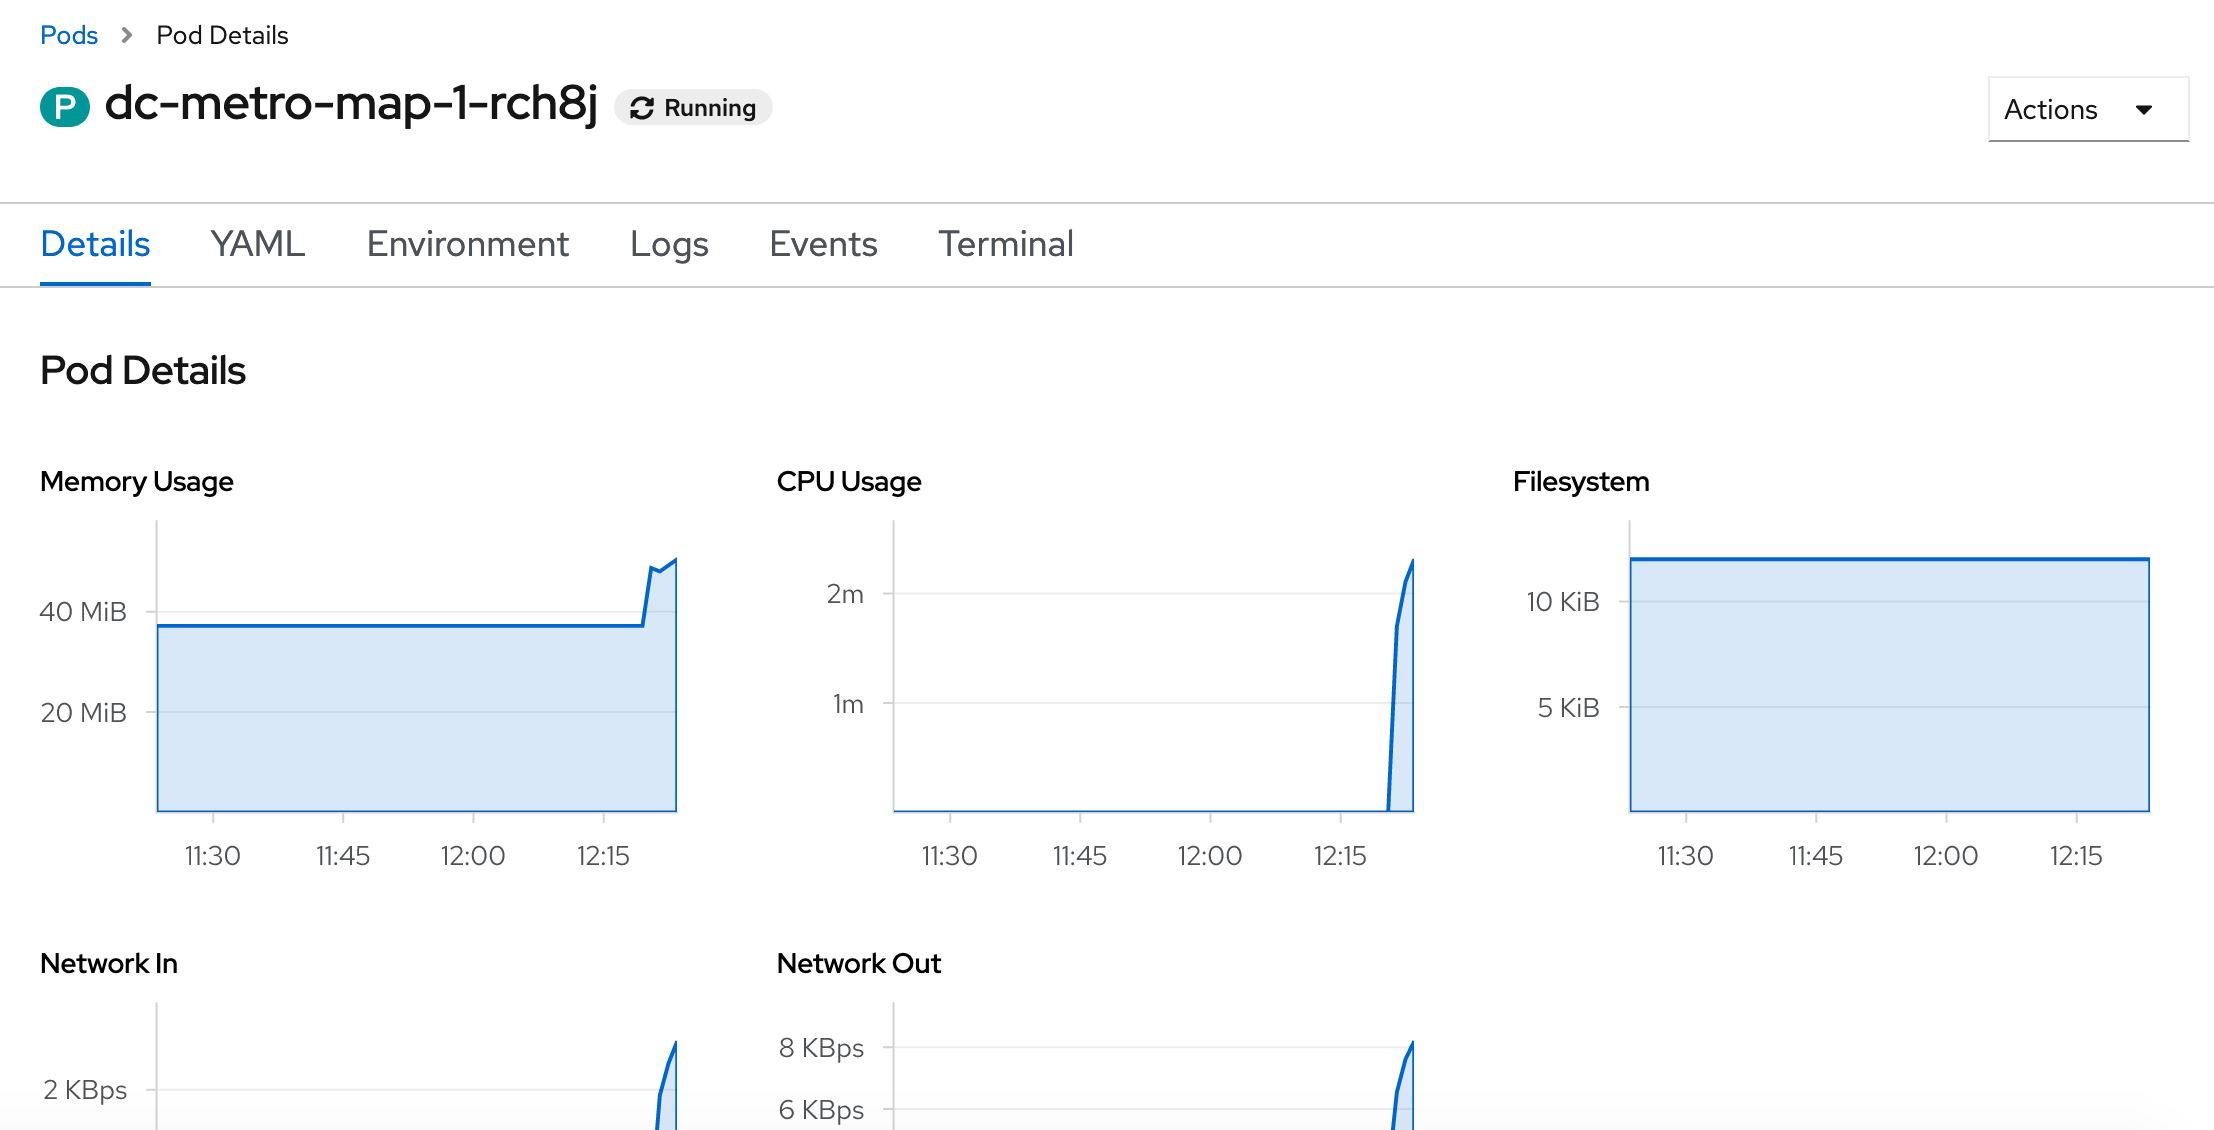 Pods > Pod Details
P dc-metro-map-1-rch8j Running
Actions
Details YAML Environment Logs Events Terminal
Pod Details
Memory Usage
40 MiB
20 MiB
11:30 11:45 12:00 12:15
CPU Usage
2m
1m
11:30 11:45 12:00 12:15
Filesystem
10 KiB
5 KiB
11:30 11:45 12:00 12:15
Network In
2 KBps
Network Out
8 KBps
6 KBps